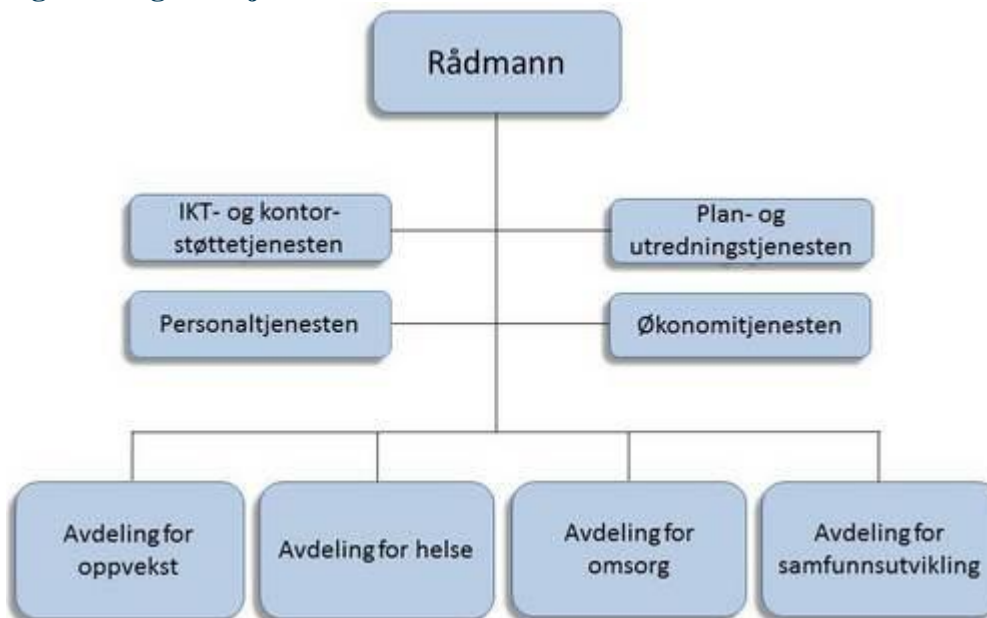 Rådmann
IKT- og kontor-
støttetjenesten
Plan- og
utredningstjenesten
Personaltjenesten
Økonomitjenesten
Avdeling for
oppvekst
Avdeling for helse
Avdeling for
omsorg
Avdeling for
samfunnsutvikling